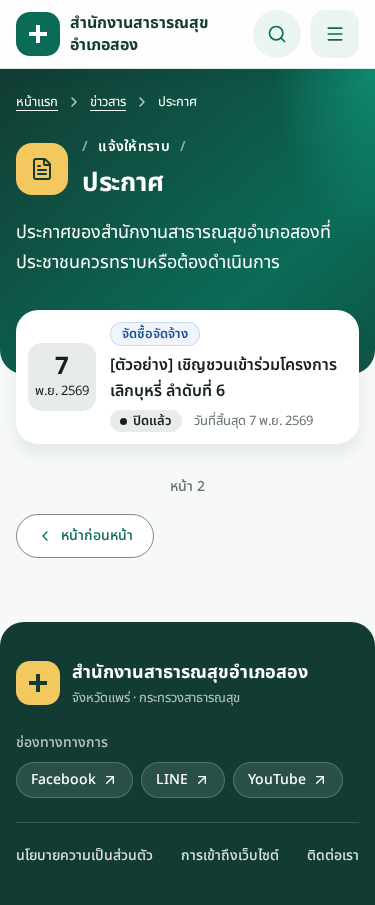 สำนักงานสาธารณสุข
อำเภอสอง
หน้าแรก > ข่าวสาร > ประกาศ
/ แจ้งให้ทราบ /
ประกาศ
ประกาศของสำนักงานสาธารณสุขอำเภอสองที่
ประชาชนควรทราบหรือต้องดำเนินการ
จัดซื้อจัดจ้าง
7
พ.ย. 2569
[ตัวอย่าง] เชิญชวนเข้าร่วมโครงการ
เลิกบุหรี่ ลำดับที่ 6
ปิดแล้ว วันที่สิ้นสุด 7 พ.ย. 2569
หน้า 2
หน้าก่อนหน้า
สำนักงานสาธารณสุขอำเภอสอง
จังหวัดแพร่ · กระทรวงสาธารณสุข
ช่องทางทางการ
Facebook LINE YouTube
นโยบายความเป็นส่วนตัว การเข้าถึงเว็บไซต์ ติดต่อเรา